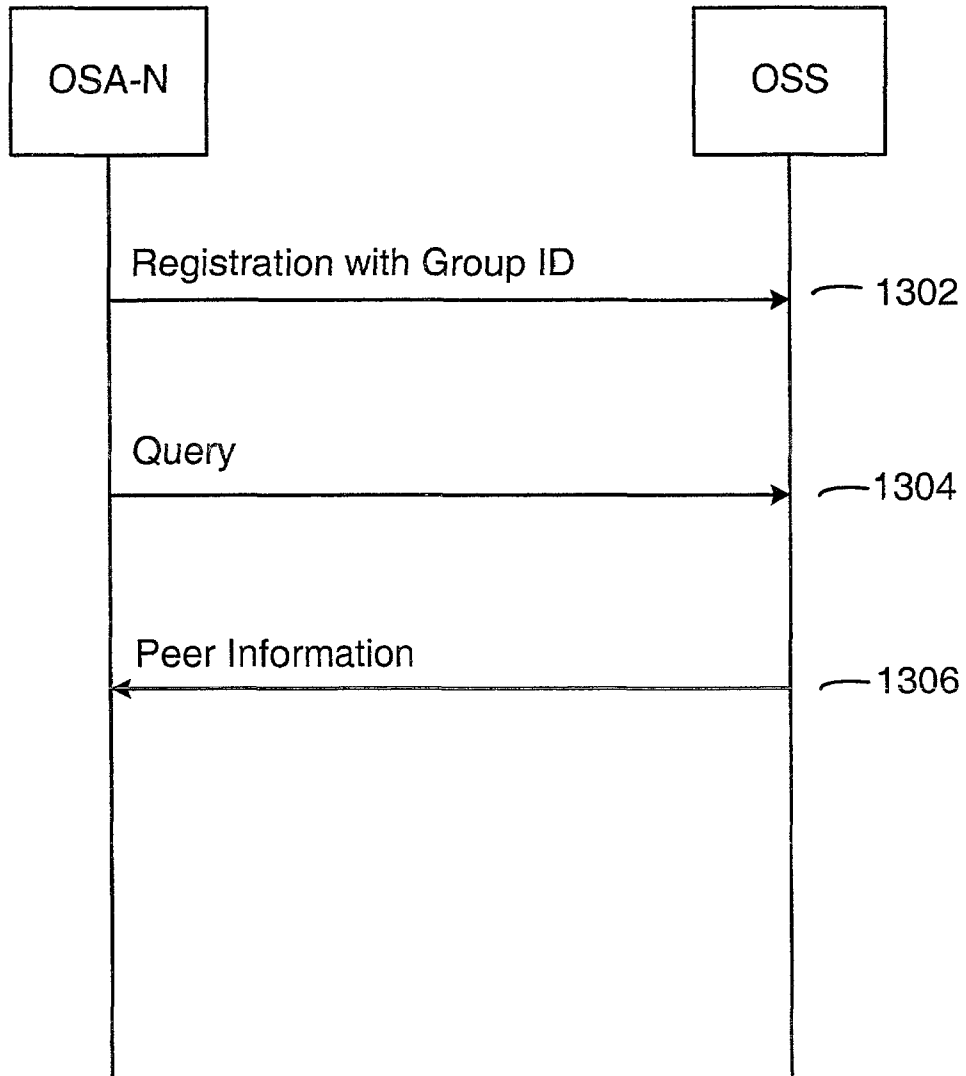 OSA-N
OSS
Registration with Group ID
1302
Query
1304
Peer Information
1306